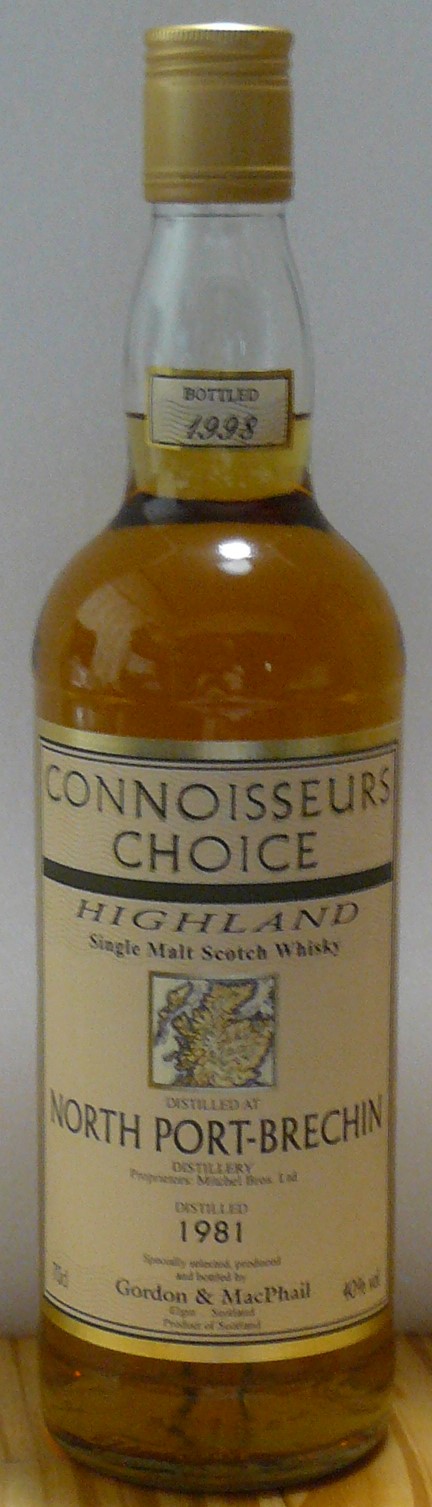 BOTTLED
1998
CONNOISSEURS
CHOICE
HIGHLAND
Single Malt Scotch Whisky
DISTILLED AT
NORTH PORT-BRECHIN
DISTILLERY
Proprietors: Mitchel Bros. Ltd
DISTILLED
1981
Specially selected, produced
and bottled by
Gordon & MacPhail
70cl
40% vol
Elgin Scotland
Product of Scotland